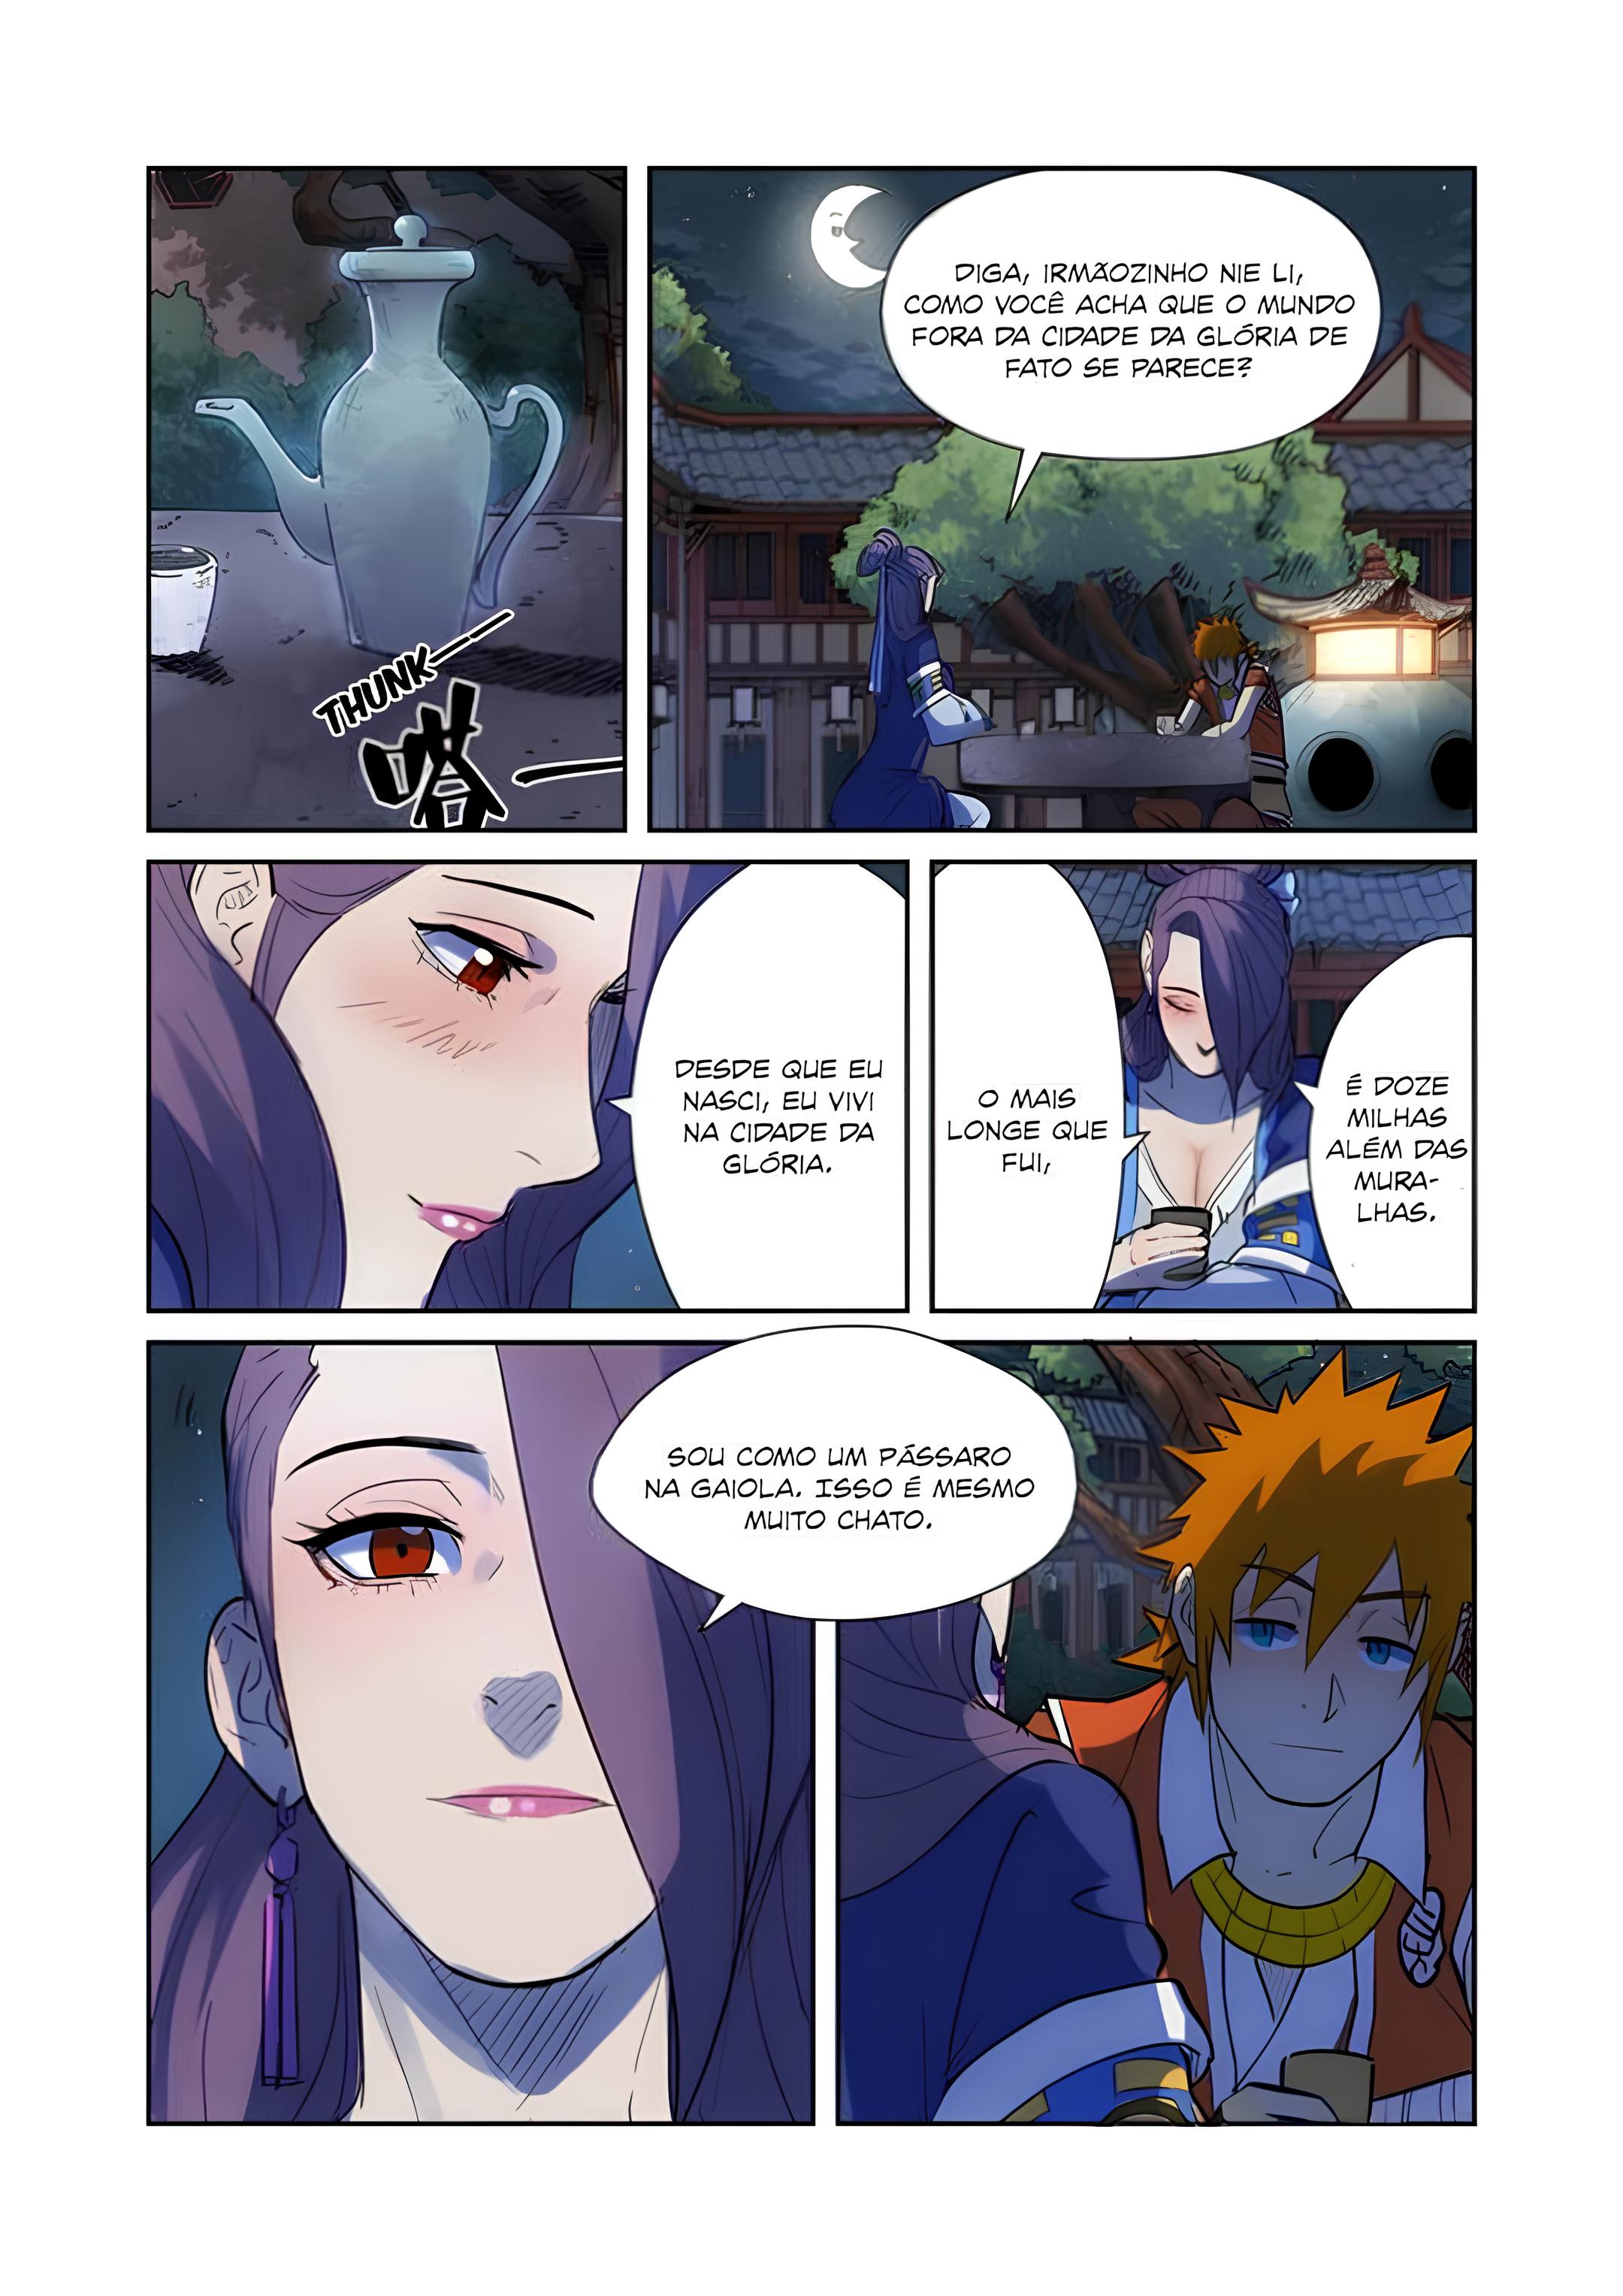 THUNK
嗒
DIGA, IRMÃOZINHO NIE LI,
COMO VOCÊ ACHA QUE O MUNDO
FORA DA CIDADE DA GLÓRIA DE
FATO SE PARECE?
DESDE QUE EU
NASCI, EU VIVI
NA CIDADE DA
GLÓRIA.
O MAIS
LONGE QUE
FUI,
É DOZE
MILHAS
ALÉM DAS
MURA-
LHAS.
SOU COMO UM PÁSSARO
NA GAIOLA. ISSO É MESMO
MUITO CHATO.